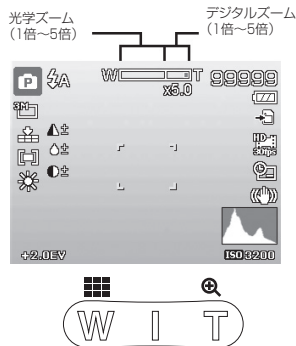 光学ズーム
(1倍～5倍)
デジタルズーム
(1倍～5倍)
P
A
W
T
99999
x5.0
3M
HD
30fps
+2.0EV
ISO 3200
W
T